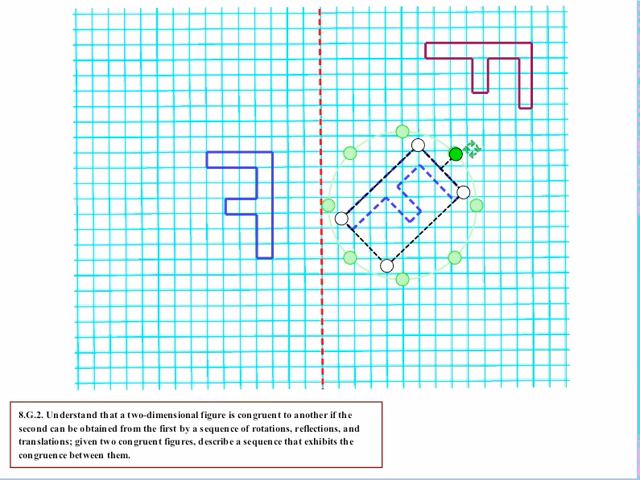 8.G.2. Understand that a two-dimensional figure is congruent to another if the
second can be obtained from the first by a sequence of rotations, reflections, and
translations; given two congruent figures, describe a sequence that exhibits the
congruence between them.